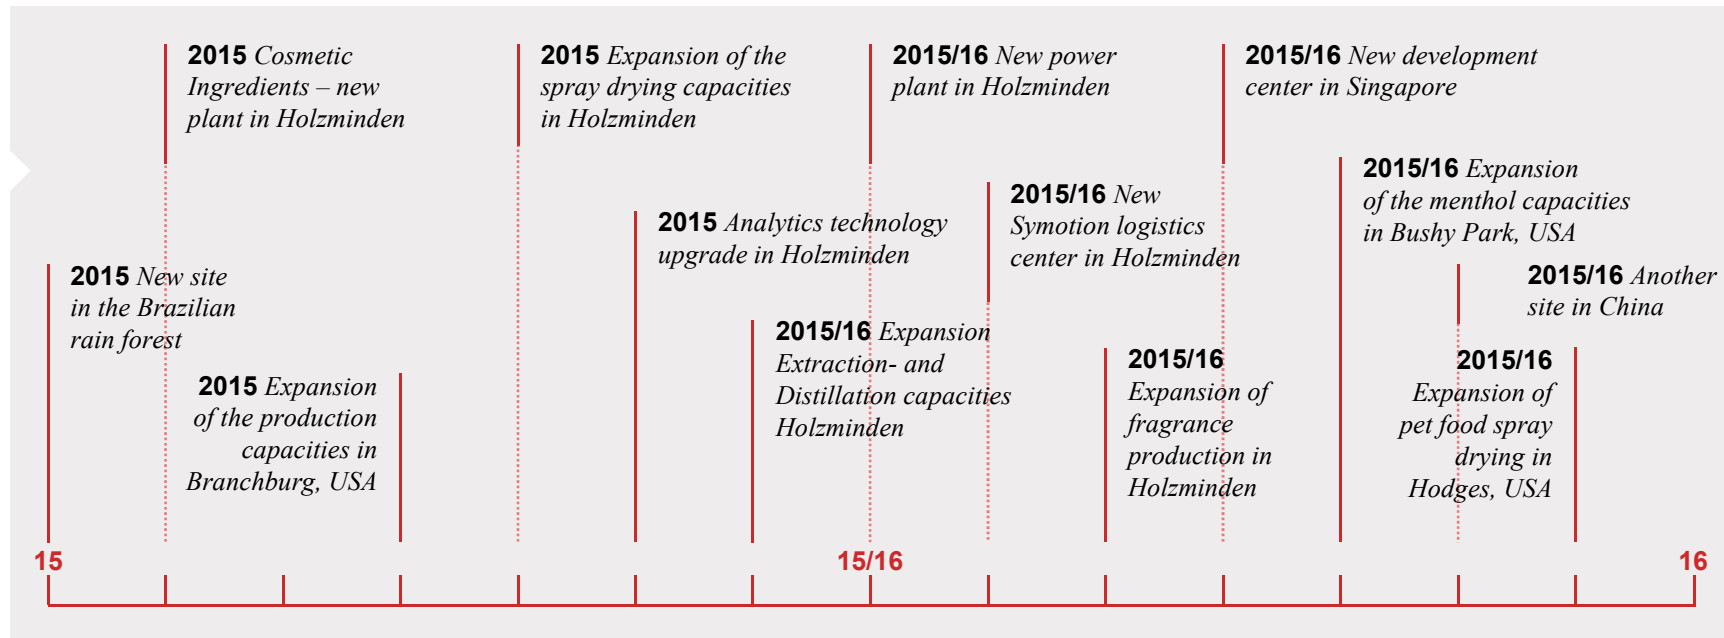 2015 Cosmetic
Ingredients – new
plant in Holzminden
2015 Expansion of the
spray drying capacities
in Holzminden
2015/16 New power
plant in Holzminden
2015/16 New development
center in Singapore
2015/16 Expansion
of the menthol capacities
in Bushy Park, USA
2015/16 New
Symotion logistics
center in Holzminden
2015 Analytics technology
upgrade in Holzminden
2015 New site
in the Brazilian
rain forest
2015/16 Another
site in China
2015/16 Expansion
Extraction- and
Distillation capacities
Holzminden
2015/16
Expansion of
fragrance
production in
Holzminden
2015/16
Expansion of
pet food spray
drying in
Hodges, USA
2015 Expansion
of the production
capacities in
Branchburg, USA
15
15/16
16